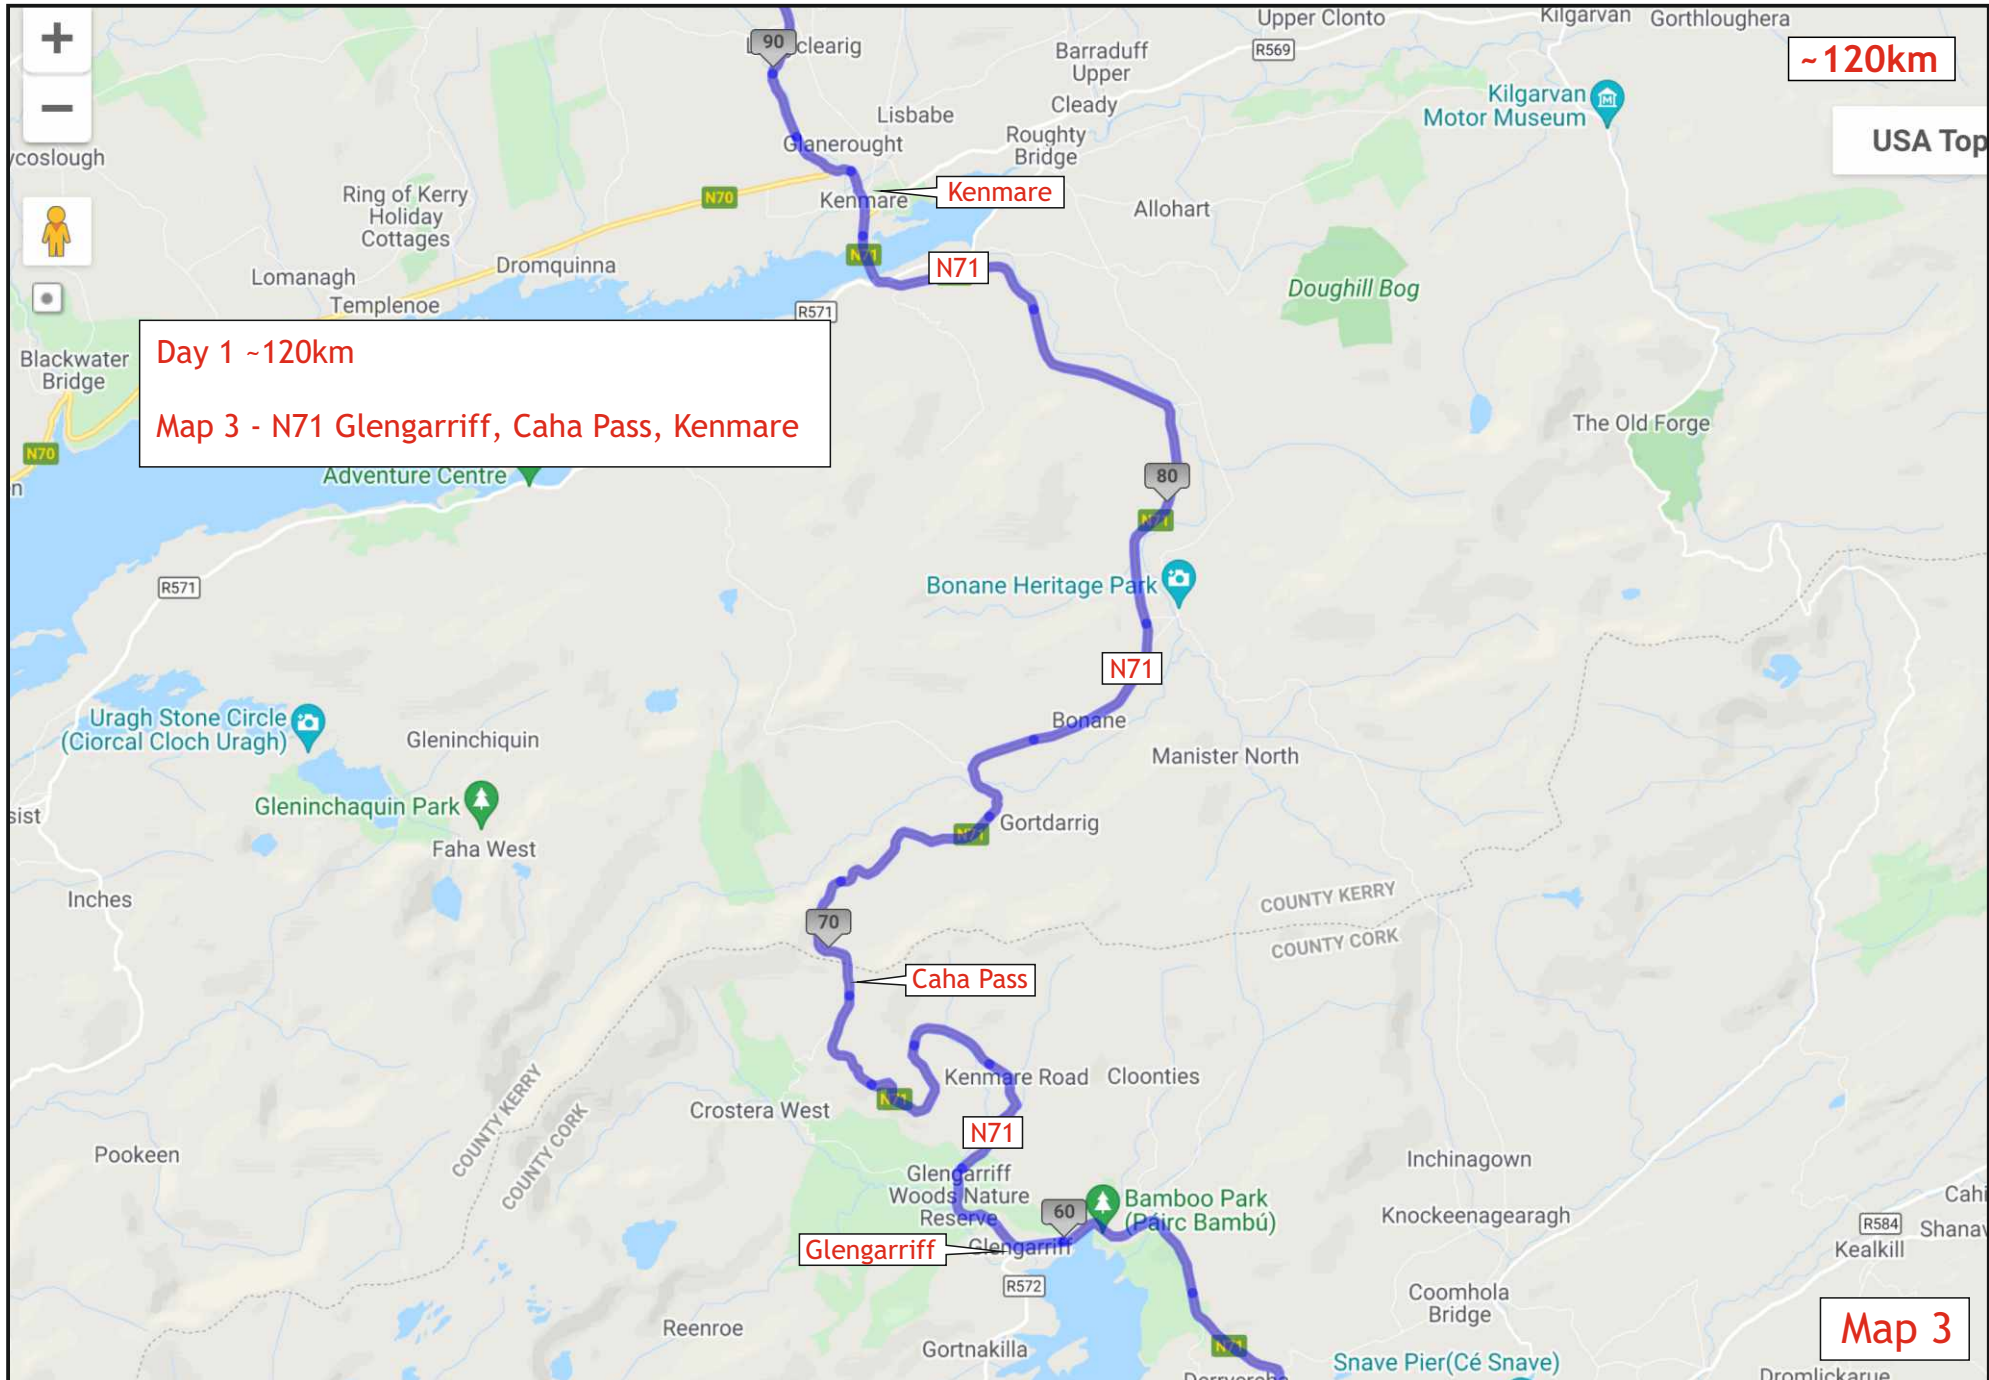 Upper Clonto
Kilgarvan
Gorthloughera
+
90
clearig
Barraduff
Upper
R569
~120km
−
Lisbabe
Cleady
Kilgarvan
Motor Museum
Glanerought
Roughty
Bridge
USA Top
ycoslough
Ring of Kerry
Holiday
Cottages
N70
Kenmare
Kenmare
Allohart
N71
N71
Dromquinna
Lomanagh
Templenoe
R571
Doughill Bog
Blackwater
Bridge
Day 1 ~120km
Map 3 - N71 Glengarriff, Caha Pass, Kenmare
The Old Forge
N70
n
Adventure Centre
80
N71
R571
Bonane Heritage Park
N71
Uragh Stone Circle
(Ciorcal Cloch Uragh)
Gleninchiquin
Bonane
Manister North
Gleninchaquin Park
sist
Faha West
N71
Gortdarrig
Inches
70
COUNTY KERRY
COUNTY CORK
Caha Pass
COUNTY KERRY
COUNTY CORK
Kenmare Road
Cloonties
N71
Crostera West
N71
Pookeen
Inchinagown
Glengarriff
Woods Nature
Reserve
60
Bamboo Park
(Páirc Bambú)
Knockeenagearagh
Cahi
R584
Shanav
Kealkill
Glengarriff
Glengarriff
R572
Coomhola
Bridge
Reenroe
Gortnakilla
N71
Map 3
Snave Pier(Cé Snave)
Dromlickarue